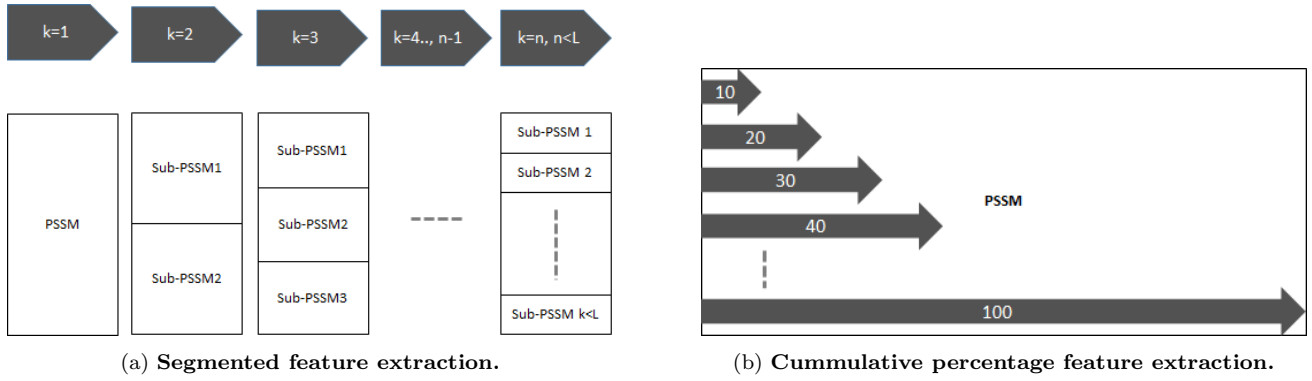 k=1
k=2
k=3
k=4.., n-1
k=n, n<L
PSSM
Sub-PSSM1
Sub-PSSM2
Sub-PSSM1
Sub-PSSM2
Sub-PSSM3
Sub-PSSM 1
Sub-PSSM 2
Sub-PSSM k<L
(a) Segmented feature extraction.
10
20
30
40
100
PSSM
(b) Cummulative percentage feature extraction.